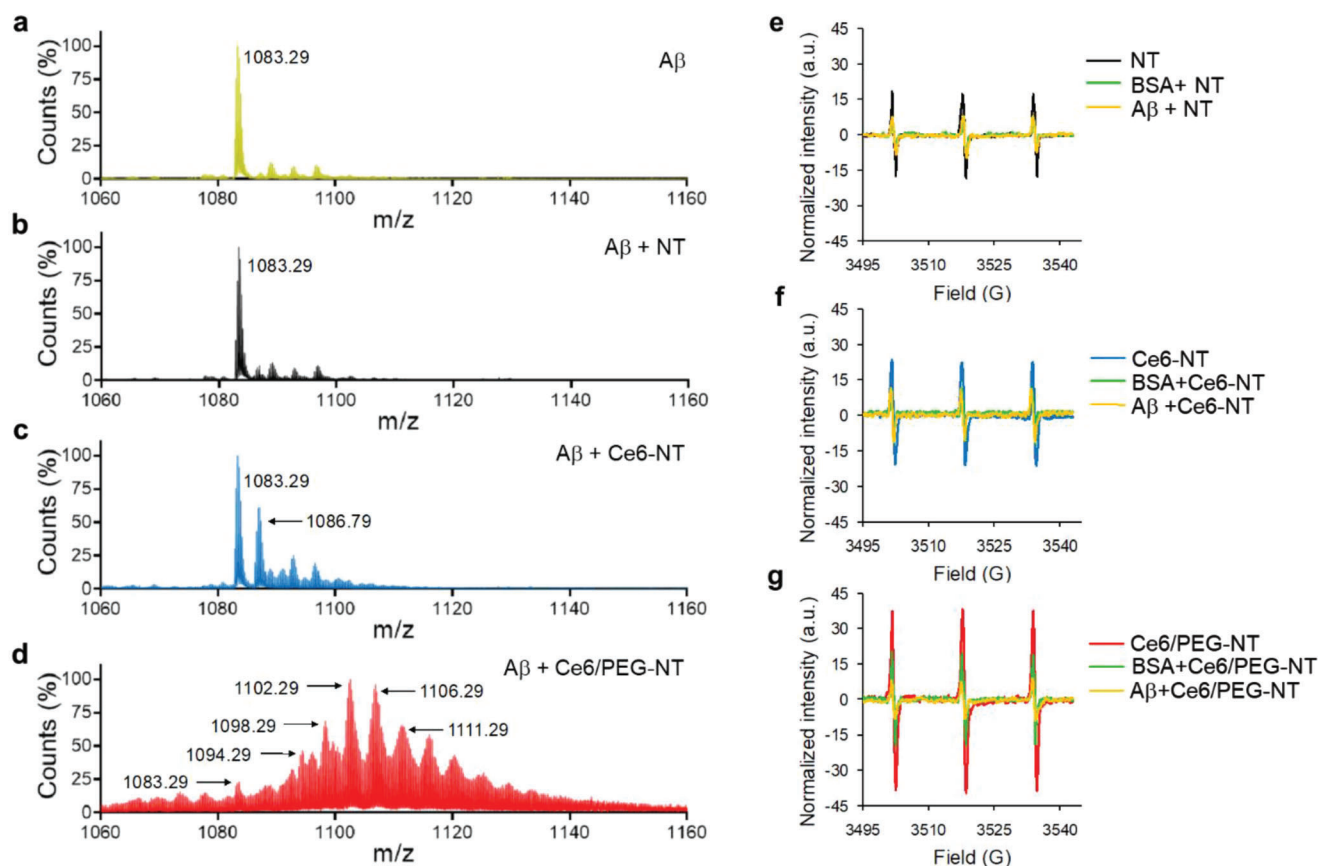 a
Counts (%)
100
75
50
25
0
1083.29
Aβ
1060
1080
1100
1120
1140
1160
m/z
b
Counts (%)
100
75
50
25
0
1083.29
Aβ + NT
1060
1080
1100
1120
1140
1160
m/z
c
Counts (%)
100
75
50
25
0
1083.29
1086.79
Aβ + Ce6-NT
1060
1080
1100
1120
1140
1160
m/z
d
Counts (%)
100
75
50
25
0
Aβ + Ce6/PEG-NT
1102.29
1106.29
1098.29
1111.29
1094.29
1083.29
1060
1080
1100
1120
1140
1160
m/z
e
Normalized intensity (a.u.)
45
30
15
0
-15
-30
-45
3495
3510
3525
3540
Field (G)
NT
BSA+ NT
Aβ + NT
f
Normalized intensity (a.u.)
45
30
15
0
-15
-30
-45
3495
3510
3525
3540
Field (G)
Ce6-NT
BSA+Ce6-NT
Aβ +Ce6-NT
g
Normalized intensity (a.u.)
45
30
15
0
-15
-30
-45
3495
3510
3525
3540
Field (G)
Ce6/PEG-NT
BSA+Ce6/PEG-NT
Aβ+Ce6/PEG-NT